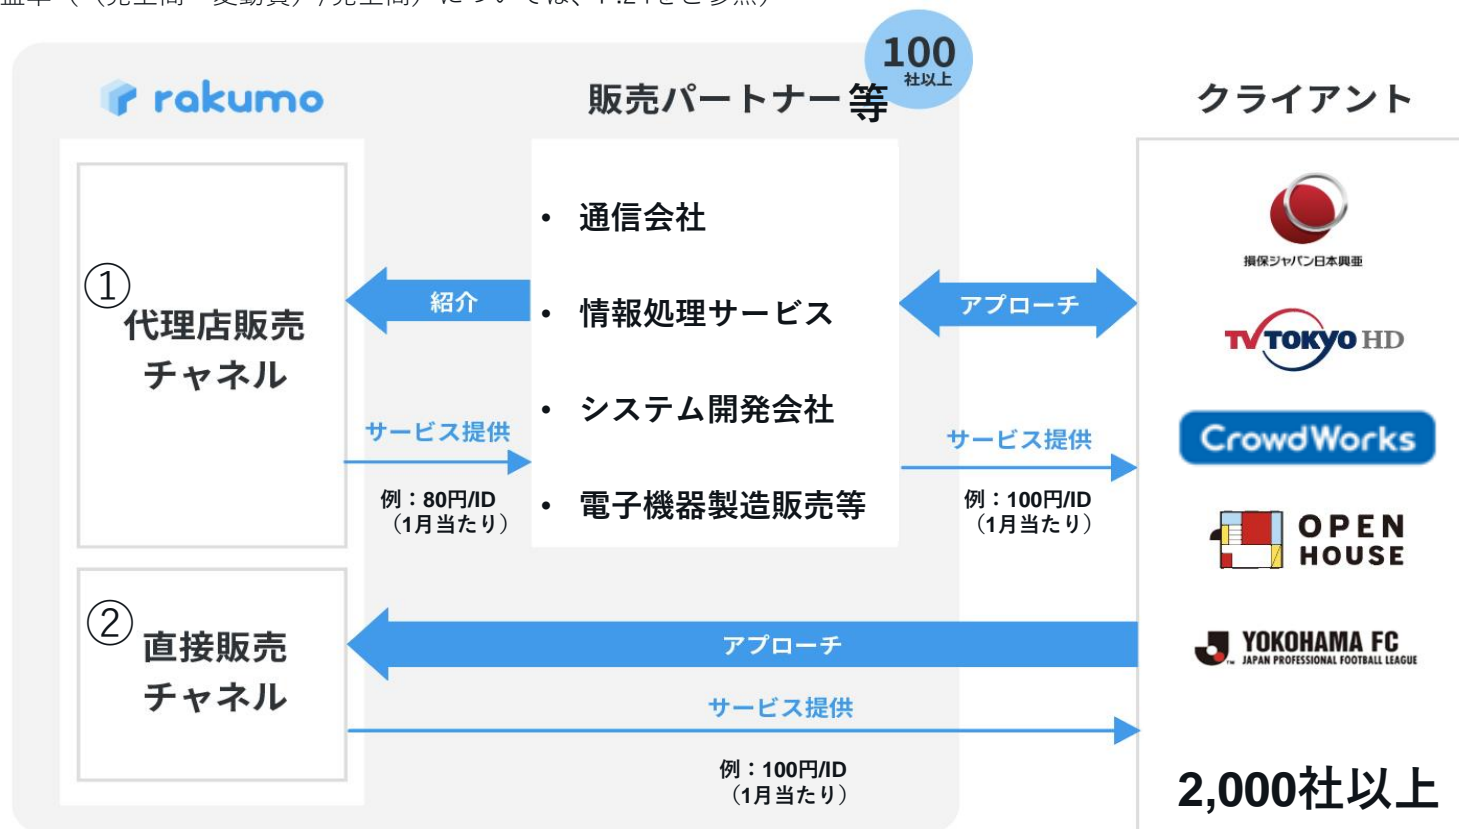 100
社以上
rakumo
販売パートナー等
クライアント
①
代理店販売
チャネル
紹介
サービス提供
例：80円/ID
（1月当たり）
• 通信会社
• 情報処理サービス
• システム開発会社
• 電子機器製造販売等
アプローチ
サービス提供
例：100円/ID
（1月当たり）
損保ジャパン日本興亜
TV TOKYO HD
CrowdWorks
OPEN
HOUSE
YOKOHAMA FC
JAPAN PROFESSIONAL FOOTBALL LEAGUE
②
直接販売
チャネル
アプローチ
サービス提供
例：100円/ID
（1月当たり）
2,000社以上